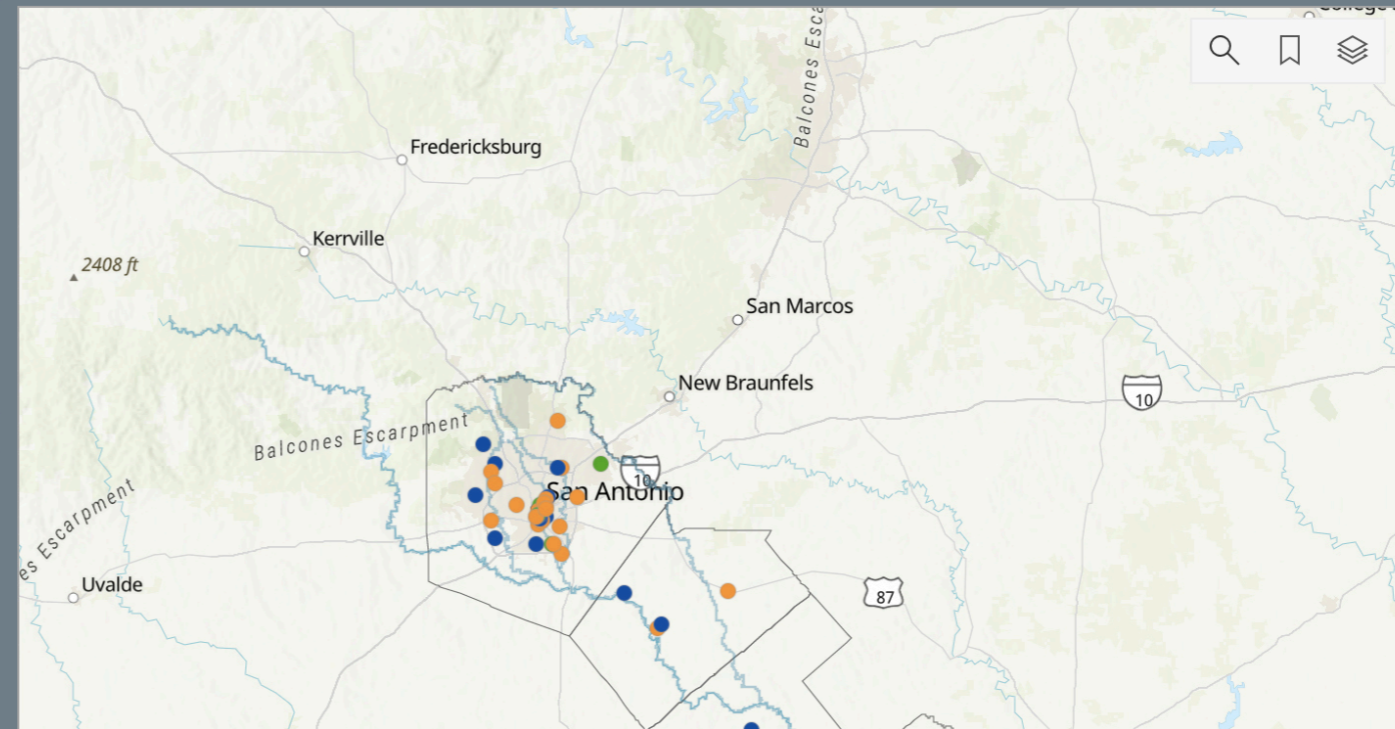 Balcones Esca
Fredericksburg
Kerrville
2408 ft
San Marcos
New Braunfels
10
Balcones Escarpment
10
San Antonio
es Escarpment
Uvalde
87